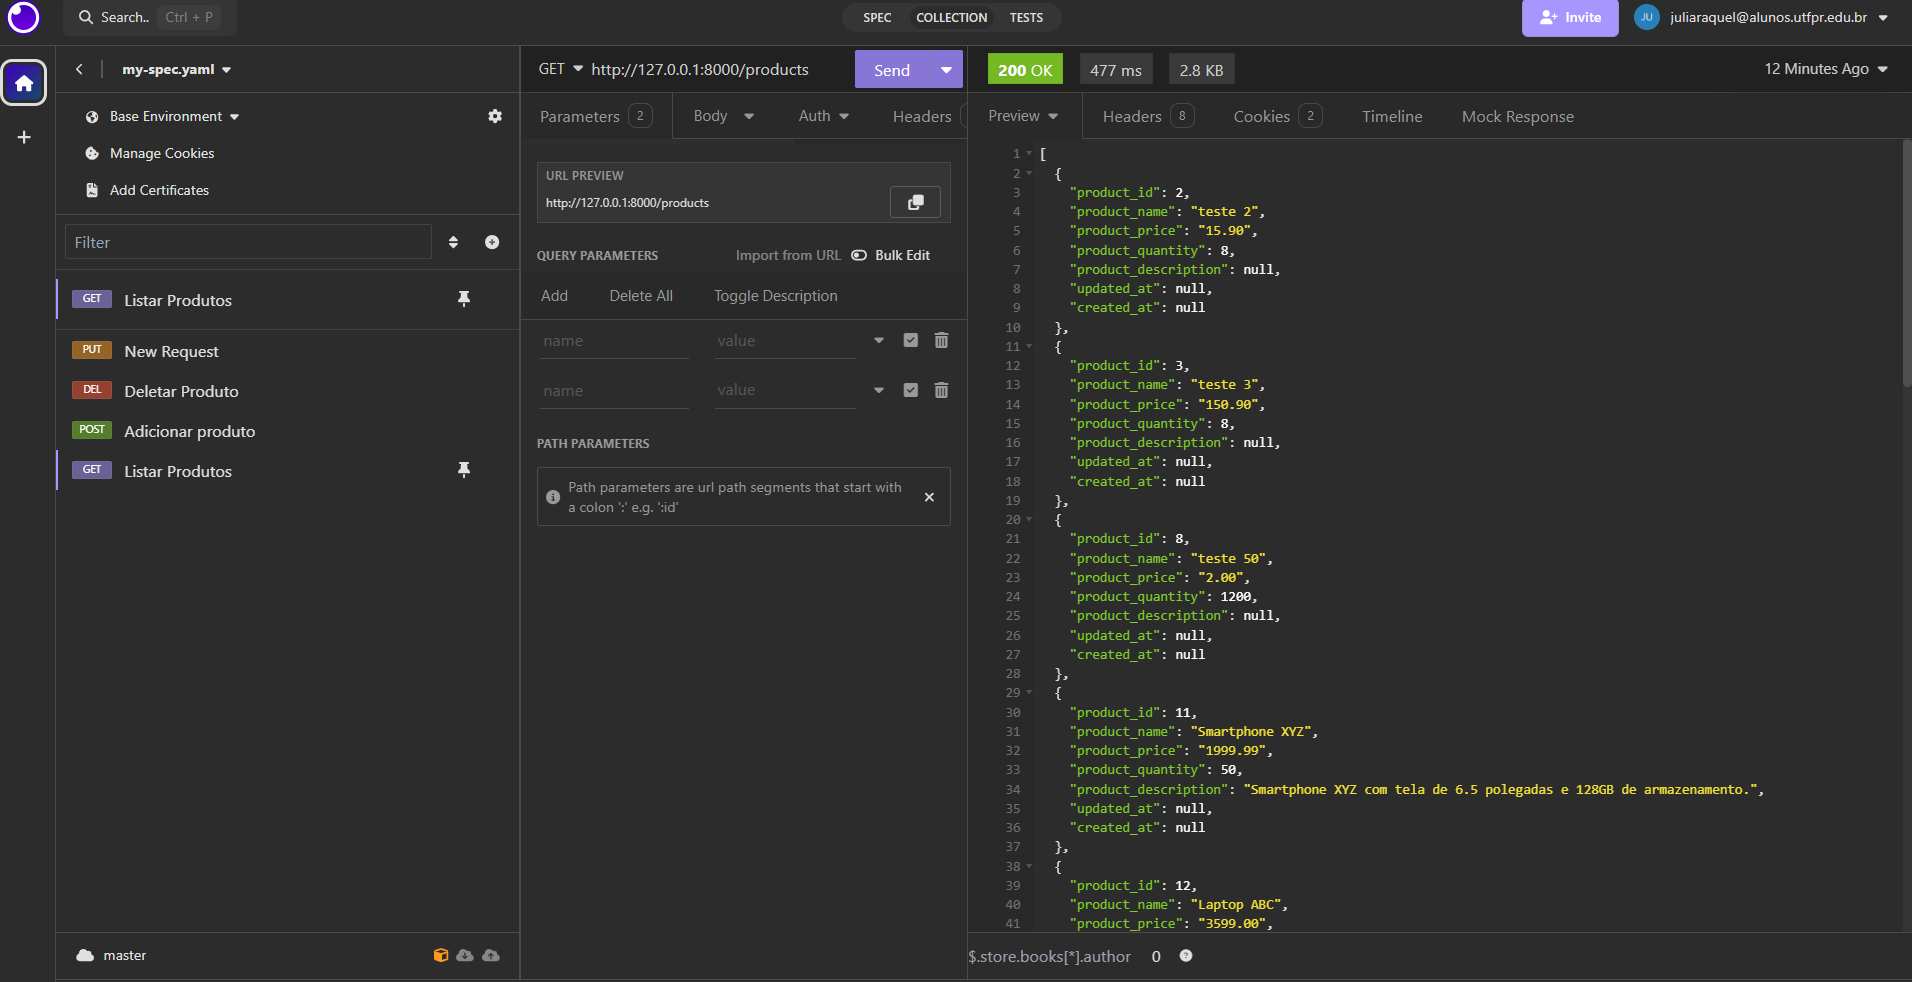 Search.. Ctrl + P
SPEC COLLECTION TESTS
Invite
JU juliaraquel@alunos.utfpr.edu.br
my-spec.yaml
Base Environment
Manage Cookies
Add Certificates
Filter
GET Listar Produtos
PUT New Request
DEL Deletar Produto
POST Adicionar produto
GET Listar Produtos
master
GET http://127.0.0.1:8000/products Send
Parameters 2 Body Auth Headers
URL PREVIEW
http://127.0.0.1:8000/products
QUERY PARAMETERS Import from URL Bulk Edit
Add Delete All Toggle Description
name value
name value
PATH PARAMETERS
Path parameters are url path segments that start with
a colon ':' e.g. ':id'
200 OK 477 ms 2.8 KB 12 Minutes Ago
Preview Headers 8 Cookies 2 Timeline Mock Response
1 [
2 {
3 "product_id": 2,
4 "product_name": "teste 2",
5 "product_price": "15.90",
6 "product_quantity": 8,
7 "product_description": null,
8 "updated_at": null,
9 "created_at": null
10 },
11 {
12 "product_id": 3,
13 "product_name": "teste 3",
14 "product_price": "150.90",
15 "product_quantity": 8,
16 "product_description": null,
17 "updated_at": null,
18 "created_at": null
19 },
20 {
21 "product_id": 8,
22 "product_name": "teste 50",
23 "product_price": "2.00",
24 "product_quantity": 1200,
25 "product_description": null,
26 "updated_at": null,
27 "created_at": null
28 },
29 {
30 "product_id": 11,
31 "product_name": "Smartphone XYZ",
32 "product_price": "1999.99",
33 "product_quantity": 50,
34 "product_description": "Smartphone XYZ com tela de 6.5 polegadas e 128GB de armazenamento.",
35 "updated_at": null,
36 "created_at": null
37 },
38 {
39 "product_id": 12,
40 "product_name": "Laptop ABC",
41 "product_price": "3599.00",
$.store.books[*].author 0